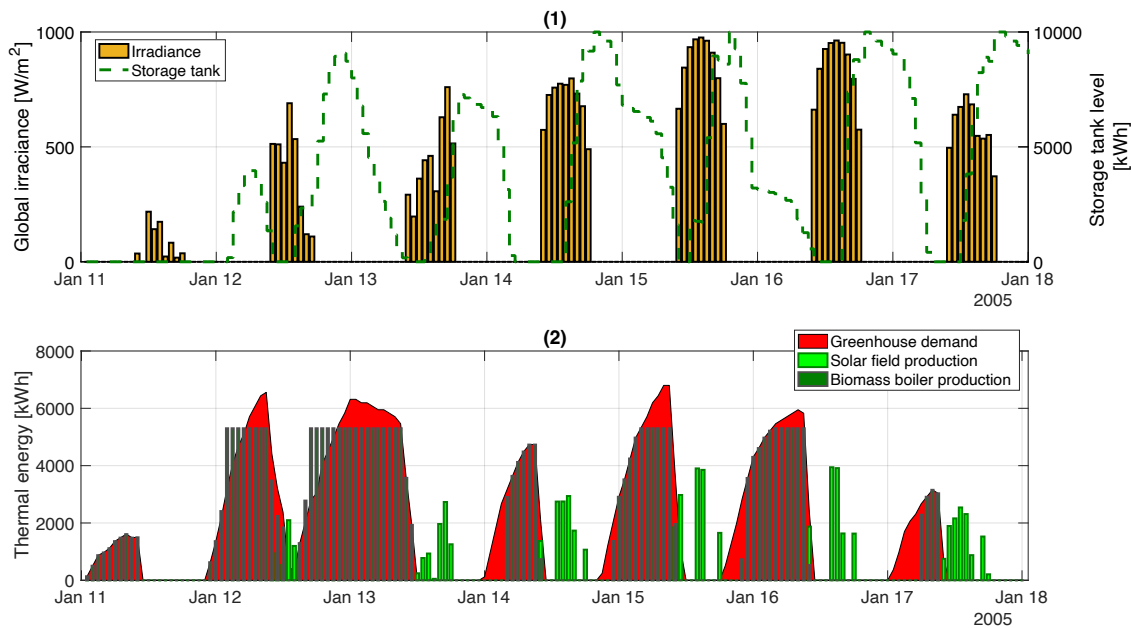 (1)
Global irraciance [W/m²]
1000
500
0
Irradiance
Storage tank
10000
5000
0
Storage tank level
[kWh]
Jan 11 Jan 12 Jan 13 Jan 14 Jan 15 Jan 16 Jan 17 Jan 18
2005
(2)
Thermal energy [kWh]
8000
6000
4000
2000
0
Greenhouse demand
Solar field production
Biomass boiler production
Jan 11 Jan 12 Jan 13 Jan 14 Jan 15 Jan 16 Jan 17 Jan 18
2005